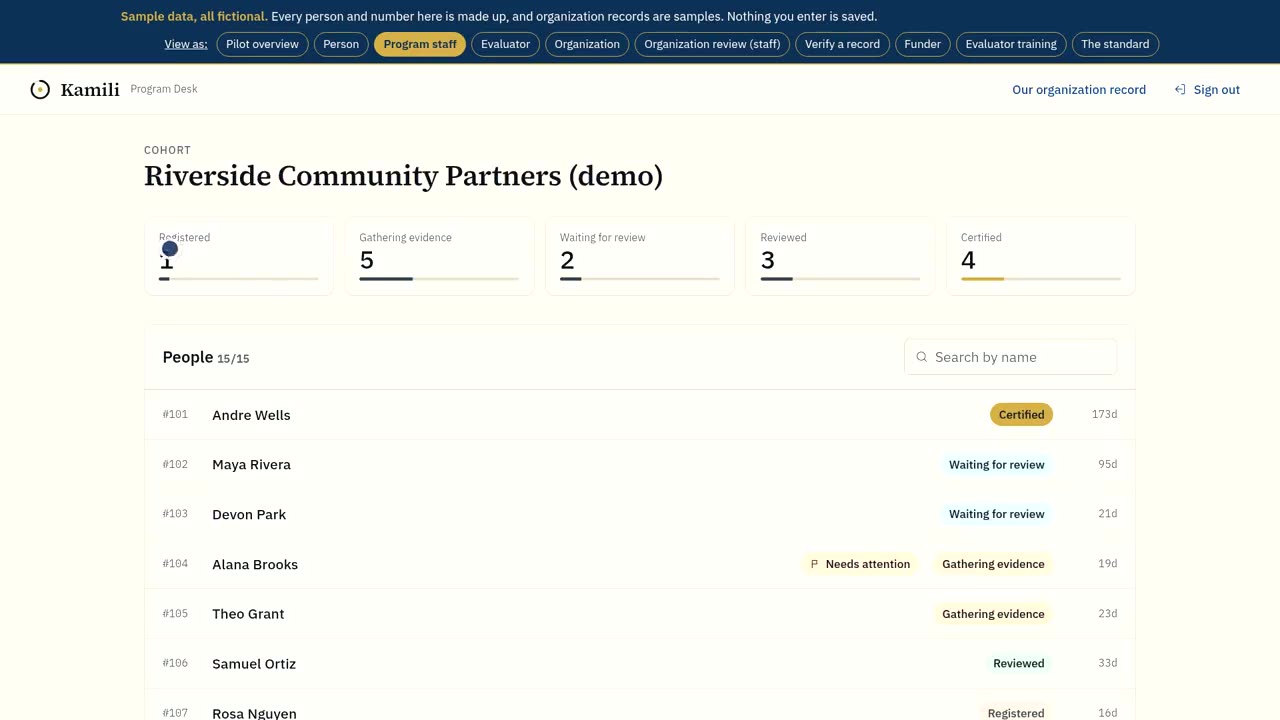 Sample data, all fictional. Every person and number here is made up, and organization records are samples. Nothing you enter is saved.
View as: Pilot overview Person Program staff Evaluator Organization Organization review (staff) Verify a record Funder Evaluator training The standard
Kamili Program Desk Our organization record Sign out
COHORT
Riverside Community Partners (demo)
Registered Gathering evidence Waiting for review Reviewed Certified
1 5 2 3 4
People 15/15 Search by name
#101 Andre Wells Certified 173d
#102 Maya Rivera Waiting for review 95d
#103 Devon Park Waiting for review 21d
#104 Alana Brooks Needs attention Gathering evidence 19d
#105 Theo Grant Gathering evidence 23d
#106 Samuel Ortiz Reviewed 33d
#107 Rosa Nguyen Registered 16d